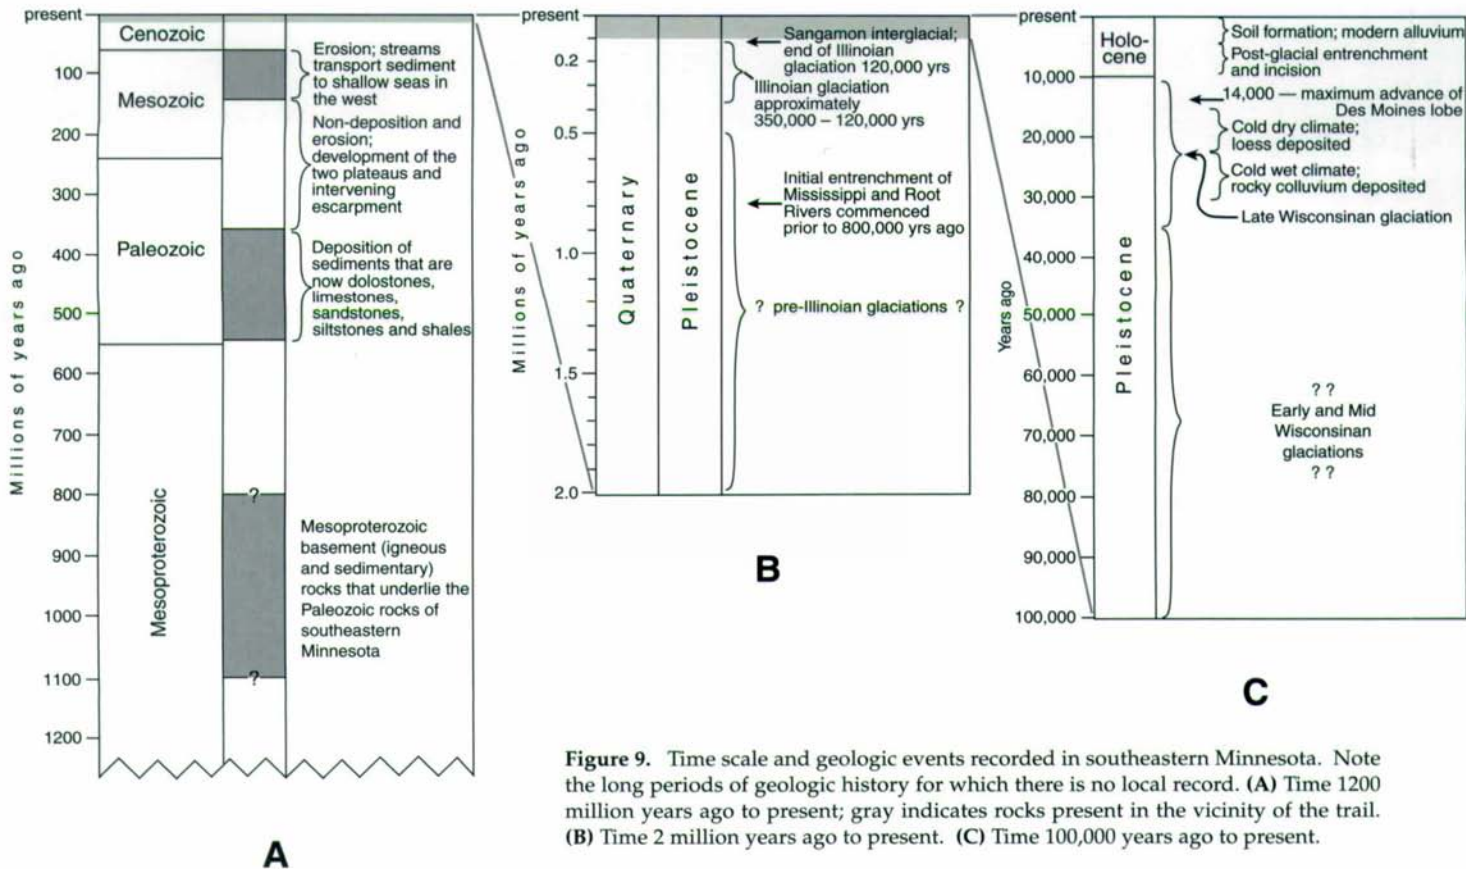 present
100
200
300
400
500
600
700
800
900
1000
1100
1200
Millions of years ago
Cenozoic
Mesozoic
Paleozoic
Mesoproterozoic
?
?
Erosion; streams
transport sediment
to shallow seas in
the west
Non-deposition and
erosion;
development of the
two plateaus and
intervening
escarpment
Deposition of
sediments that are
now dolostones,
limestones,
sandstones,
siltstones and shales
Mesoproterozoic
basement (igneous
and sedimentary)
rocks that underlie the
Paleozoic rocks of
southeastern
Minnesota
A
present
0.2
0.5
1.0
1.5
2.0
Millions of years ago
Quaternary
Pleistocene
Sangamon interglacial;
end of Illinoian
glaciation 120,000 yrs
Illinoian glaciation
approximately
350,000 – 120,000 yrs
Initial entrenchment of
Mississippi and Root
Rivers commenced
prior to 800,000 yrs ago
? pre-Illinoian glaciations ?
B
present
10,000
20,000
30,000
40,000
50,000
60,000
70,000
80,000
90,000
100,000
Years ago
Holo-
cene
Pleistocene
Soil formation; modern alluvium
Post-glacial entrenchment
and incision
14,000 — maximum advance of
Des Moines lobe
Cold dry climate;
loess deposited
Cold wet climate;
rocky colluvium deposited
Late Wisconsinan glaciation
? ?
Early and Mid
Wisconsinan
glaciations
? ?
C
Figure 9. Time scale and geologic events recorded in southeastern Minnesota. Note
the long periods of geologic history for which there is no local record. (A) Time 1200
million years ago to present; gray indicates rocks present in the vicinity of the trail.
(B) Time 2 million years ago to present. (C) Time 100,000 years ago to present.